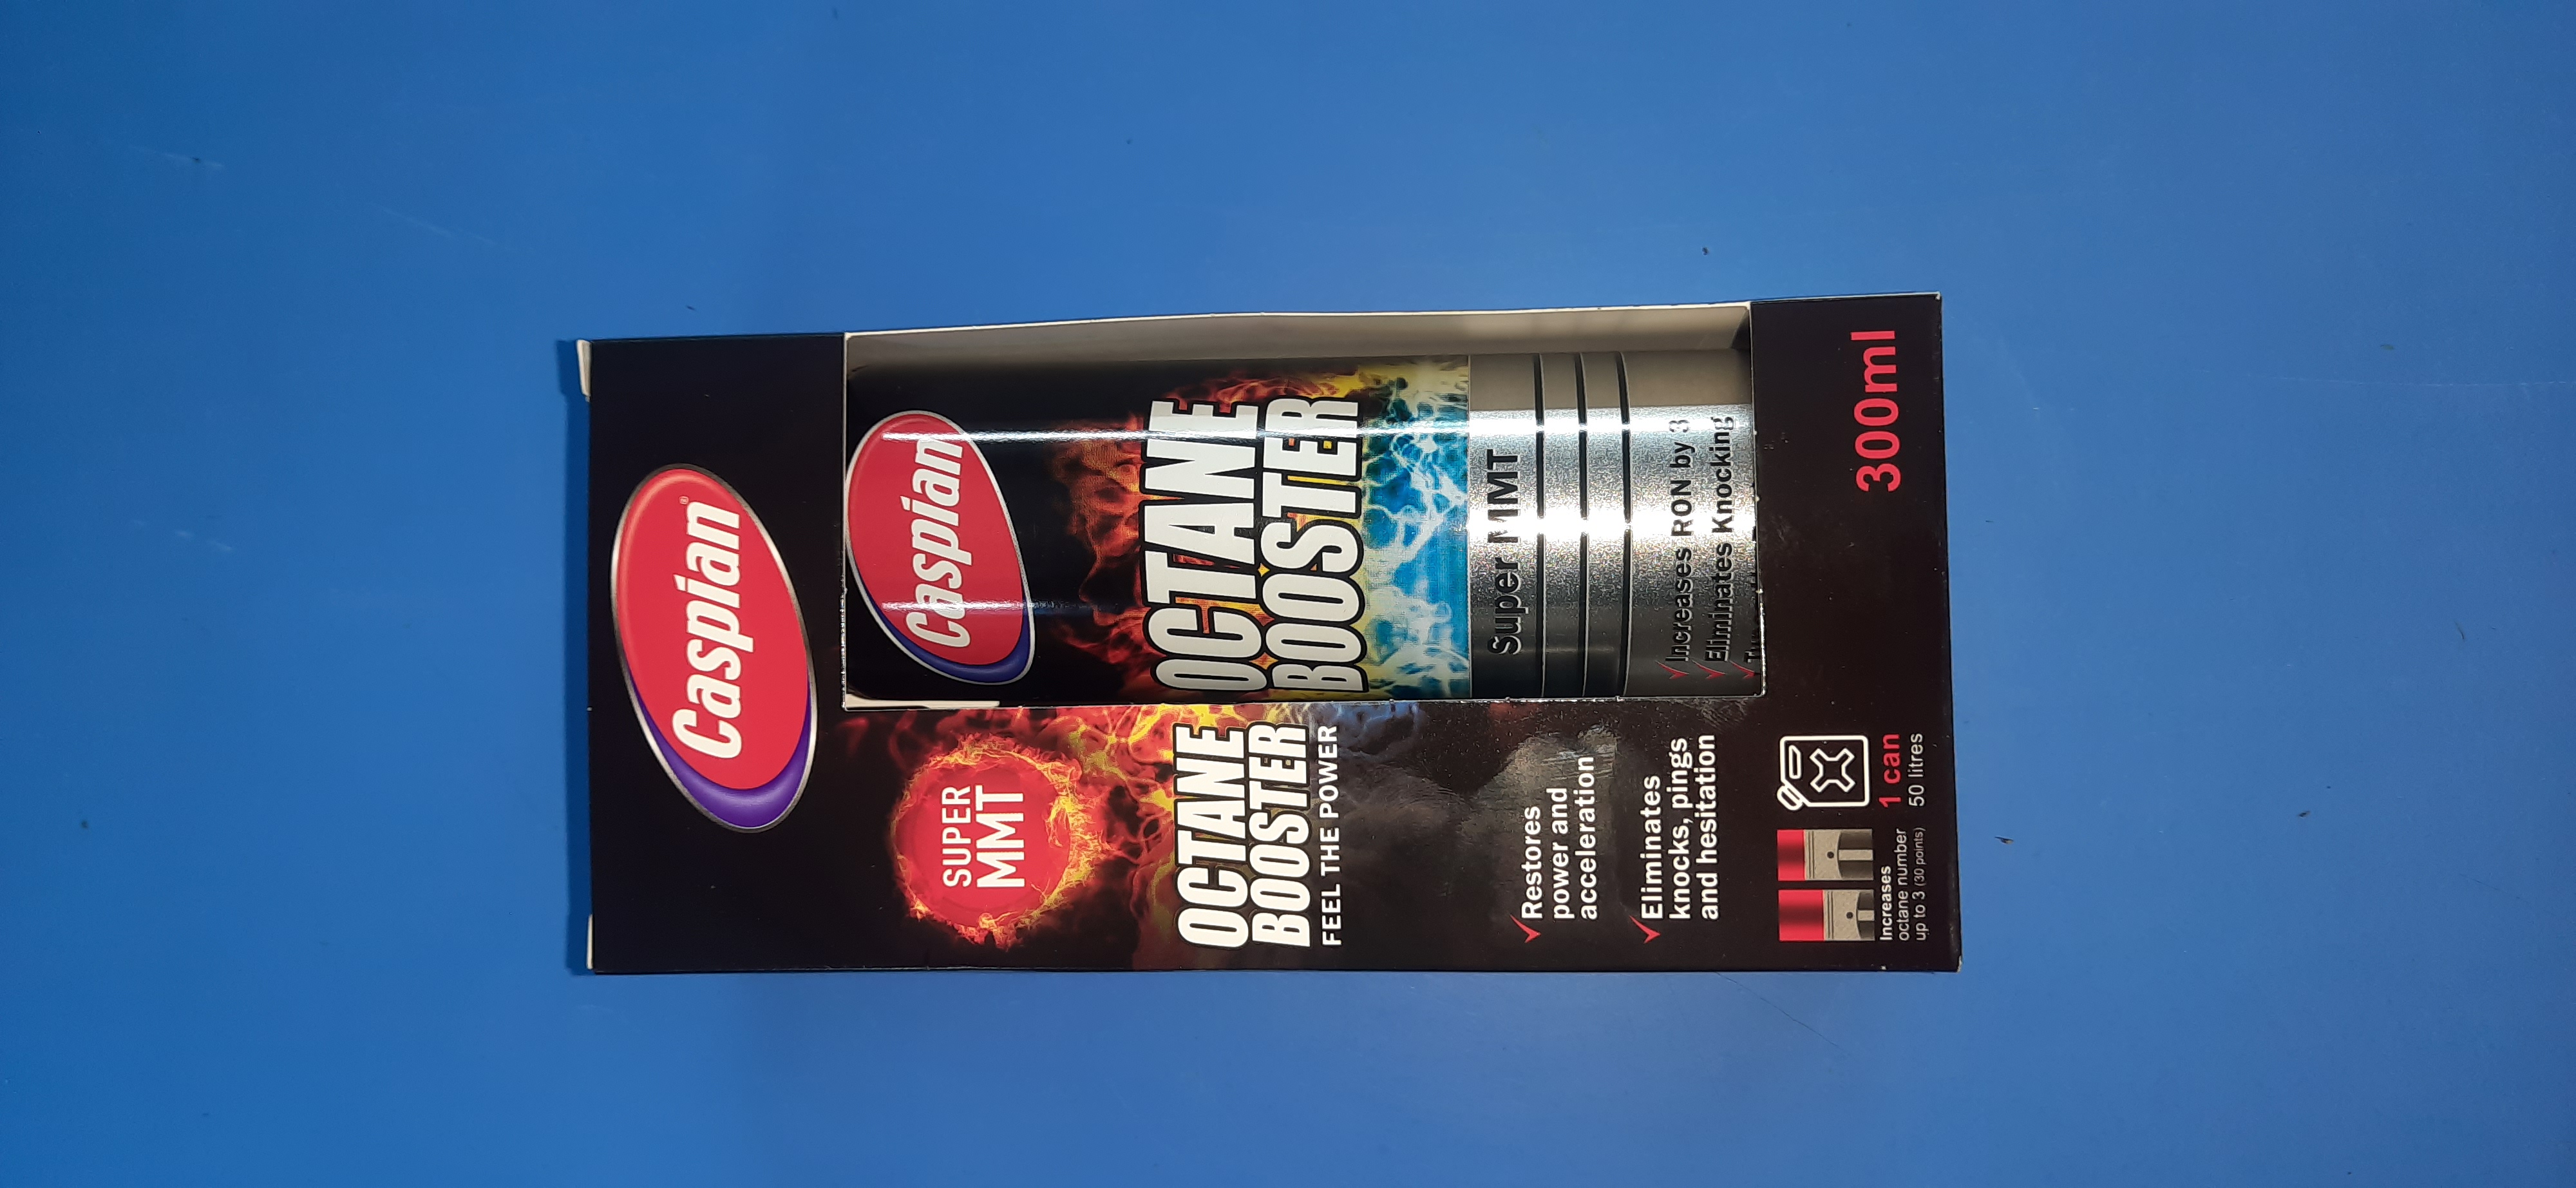 Caspian®
SUPER
MMT
OCTANE
BOOSTER
FEEL THE POWER
Restores
power and
acceleration
Eliminates
knocks, pings
and hesitation
Increases
octane number
up to 3 (30 points)
1 can
50 litres
300ml
Caspian
OCTANE
BOOSTER
Super MMT
Increases RON by 3
Eliminates Knocking